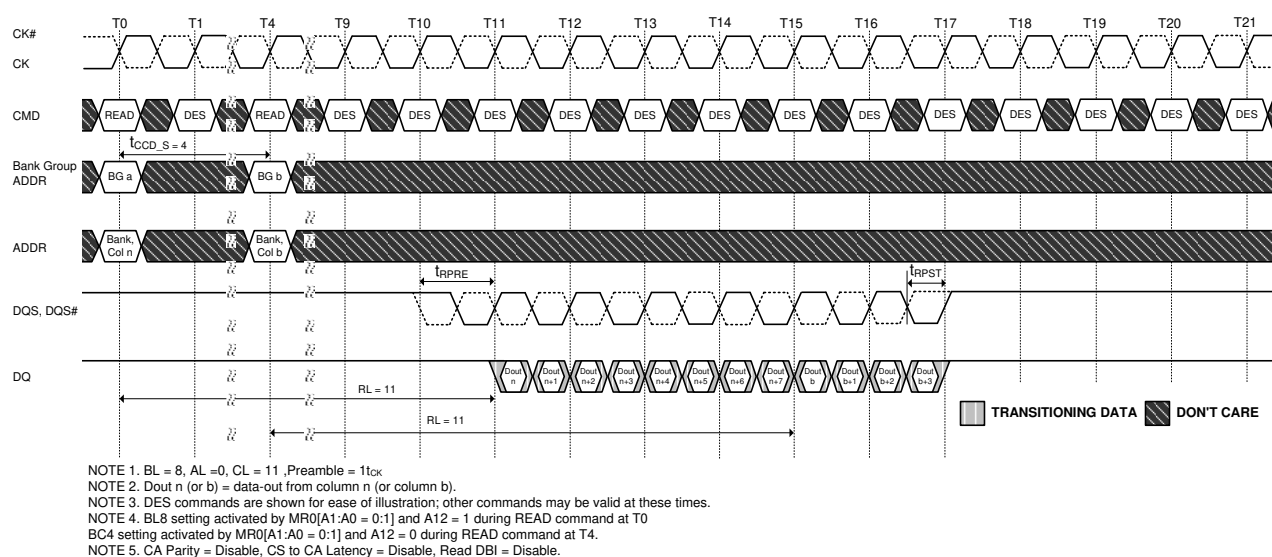 T0 T1 T4 T9 T10 T11 T12 T13 T14 T15 T16 T17 T18 T19 T20 T21
CK#
CK
CMD READ DES READ DES DES DES DES DES DES DES DES DES DES DES DES DES
tCCD_S = 4
Bank Group
ADDR
BG a BG b
ADDR
Bank,
Col n
Bank,
Col b
tRPRE tRPST
DQS, DQS#
DQ
Dout
n
Dout
n+1
Dout
n+2
Dout
n+3
Dout
n+4
Dout
n+5
Dout
n+6
Dout
n+7
Dout
b
Dout
b+1
Dout
b+2
Dout
b+3
RL = 11
RL = 11
TRANSITIONING DATA DON'T CARE
NOTE 1. BL = 8, AL =0, CL = 11 ,Preamble = 1tCK
NOTE 2. Dout n (or b) = data-out from column n (or column b).
NOTE 3. DES commands are shown for ease of illustration; other commands may be valid at these times.
NOTE 4. BL8 setting activated by MR0[A1:A0 = 0:1] and A12 = 1 during READ command at T0
BC4 setting activated by MR0[A1:A0 = 0:1] and A12 = 0 during READ command at T4.
NOTE 5. CA Parity = Disable, CS to CA Latency = Disable, Read DBI = Disable.